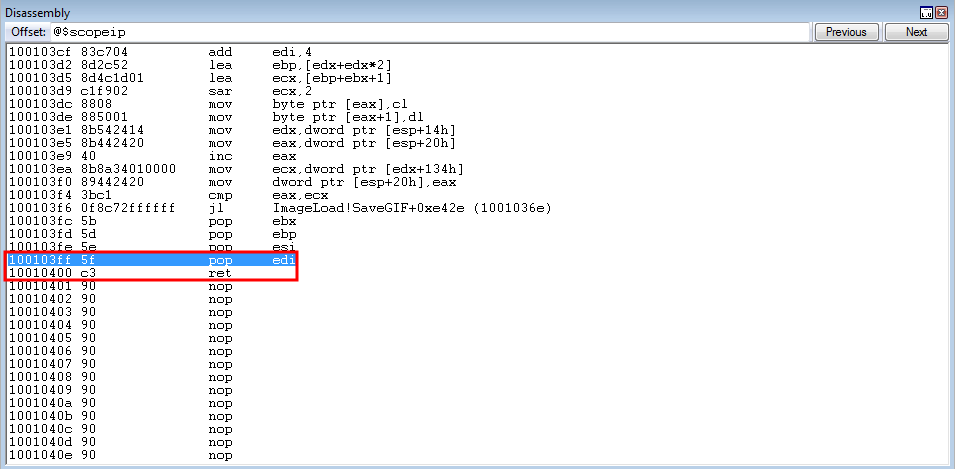 Disassembly
Offset: @$scopeip Previous Next
100103cf 83c704 add edi,4
100103d2 8d2c52 lea ebp,[edx+edx*2]
100103d5 8d4c1d01 lea ecx,[ebp+ebx+1]
100103d9 c1f902 sar ecx,2
100103dc 8808 mov byte ptr [eax],cl
100103de 885001 mov byte ptr [eax+1],dl
100103e1 8b542414 mov edx,dword ptr [esp+14h]
100103e5 8b442420 mov eax,dword ptr [esp+20h]
100103e9 40 inc eax
100103ea 8b8a34010000 mov ecx,dword ptr [edx+134h]
100103f0 89442420 mov dword ptr [esp+20h],eax
100103f4 3bc1 cmp eax,ecx
100103f6 0f8c72ffffff jl ImageLoad!SaveGIF+0xe42e (1001036e)
100103fc 5b pop ebx
100103fd 5d pop ebp
100103fe 5e pop esi
100103ff 5f pop edi
10010400 c3 ret
10010401 90 nop
10010402 90 nop
10010403 90 nop
10010404 90 nop
10010405 90 nop
10010406 90 nop
10010407 90 nop
10010408 90 nop
10010409 90 nop
1001040a 90 nop
1001040b 90 nop
1001040c 90 nop
1001040d 90 nop
1001040e 90 nop